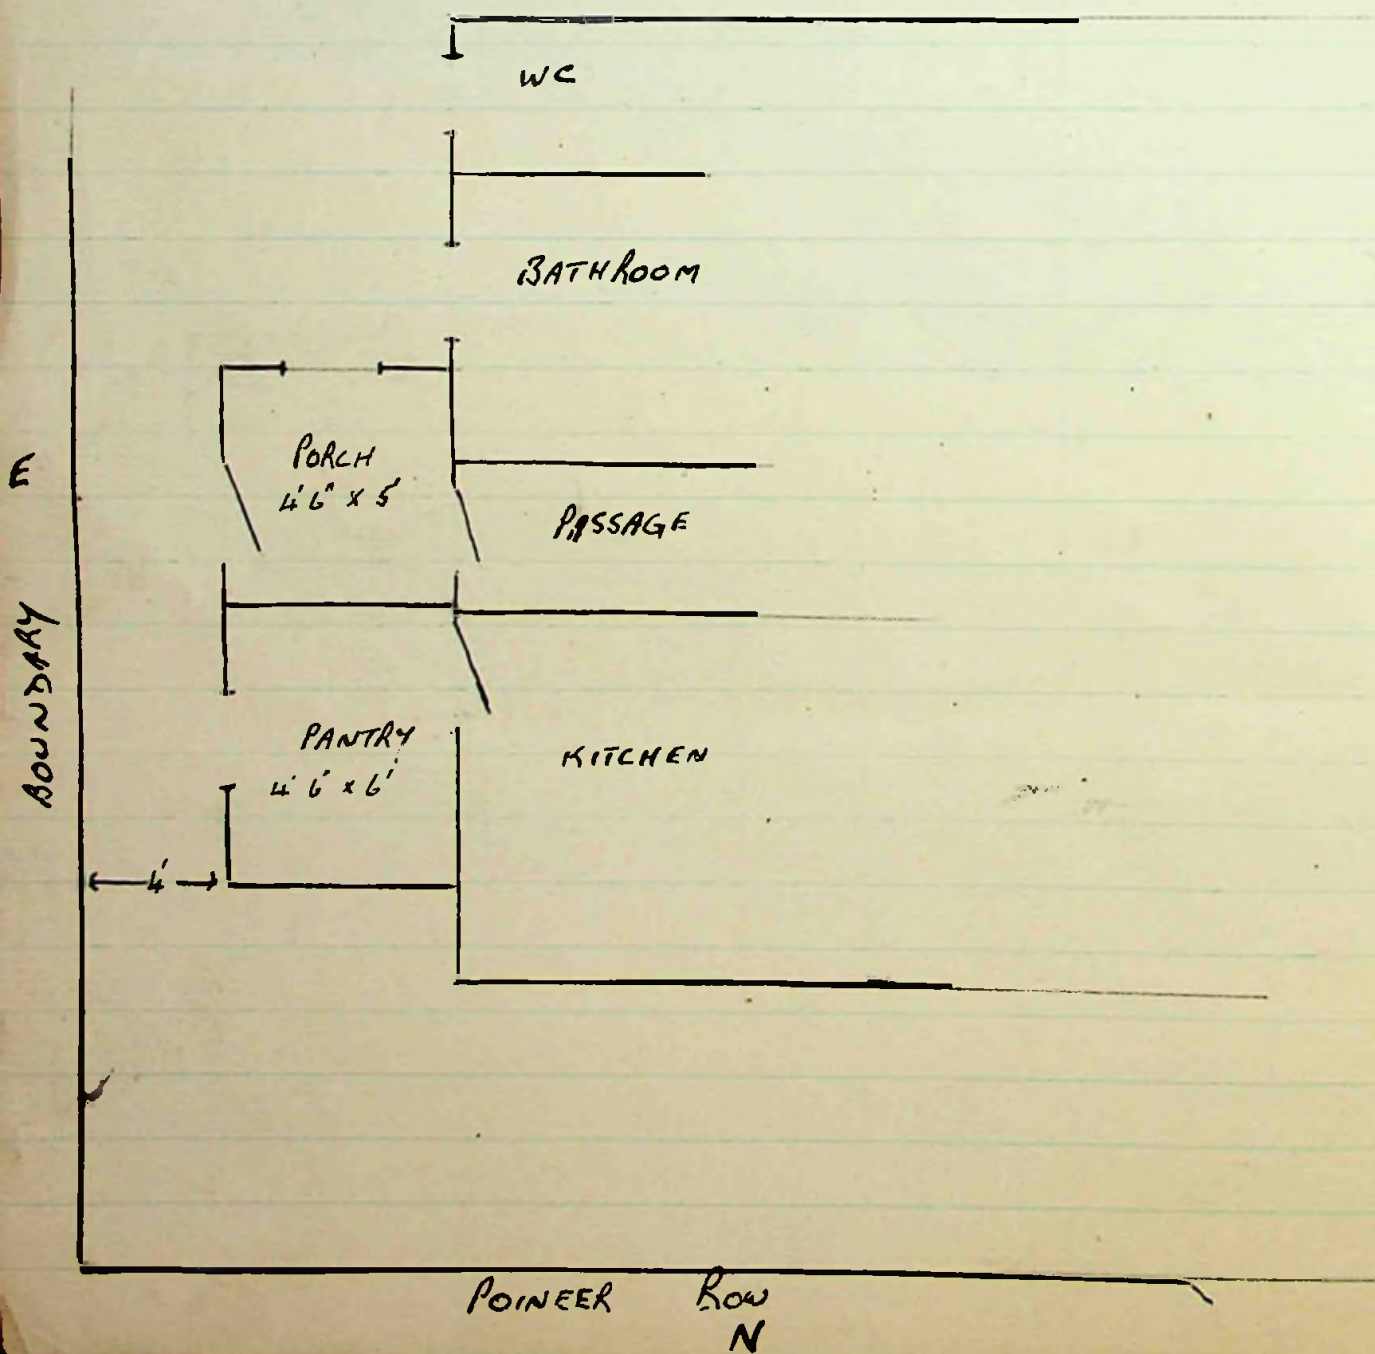 WC
BATHROOM
PORCH
4' 6" x 5'
PASSAGE
E
BOUNDARY
PANTRY
4' 6' x 6'
KITCHEN
4'
POINEER ROW
N